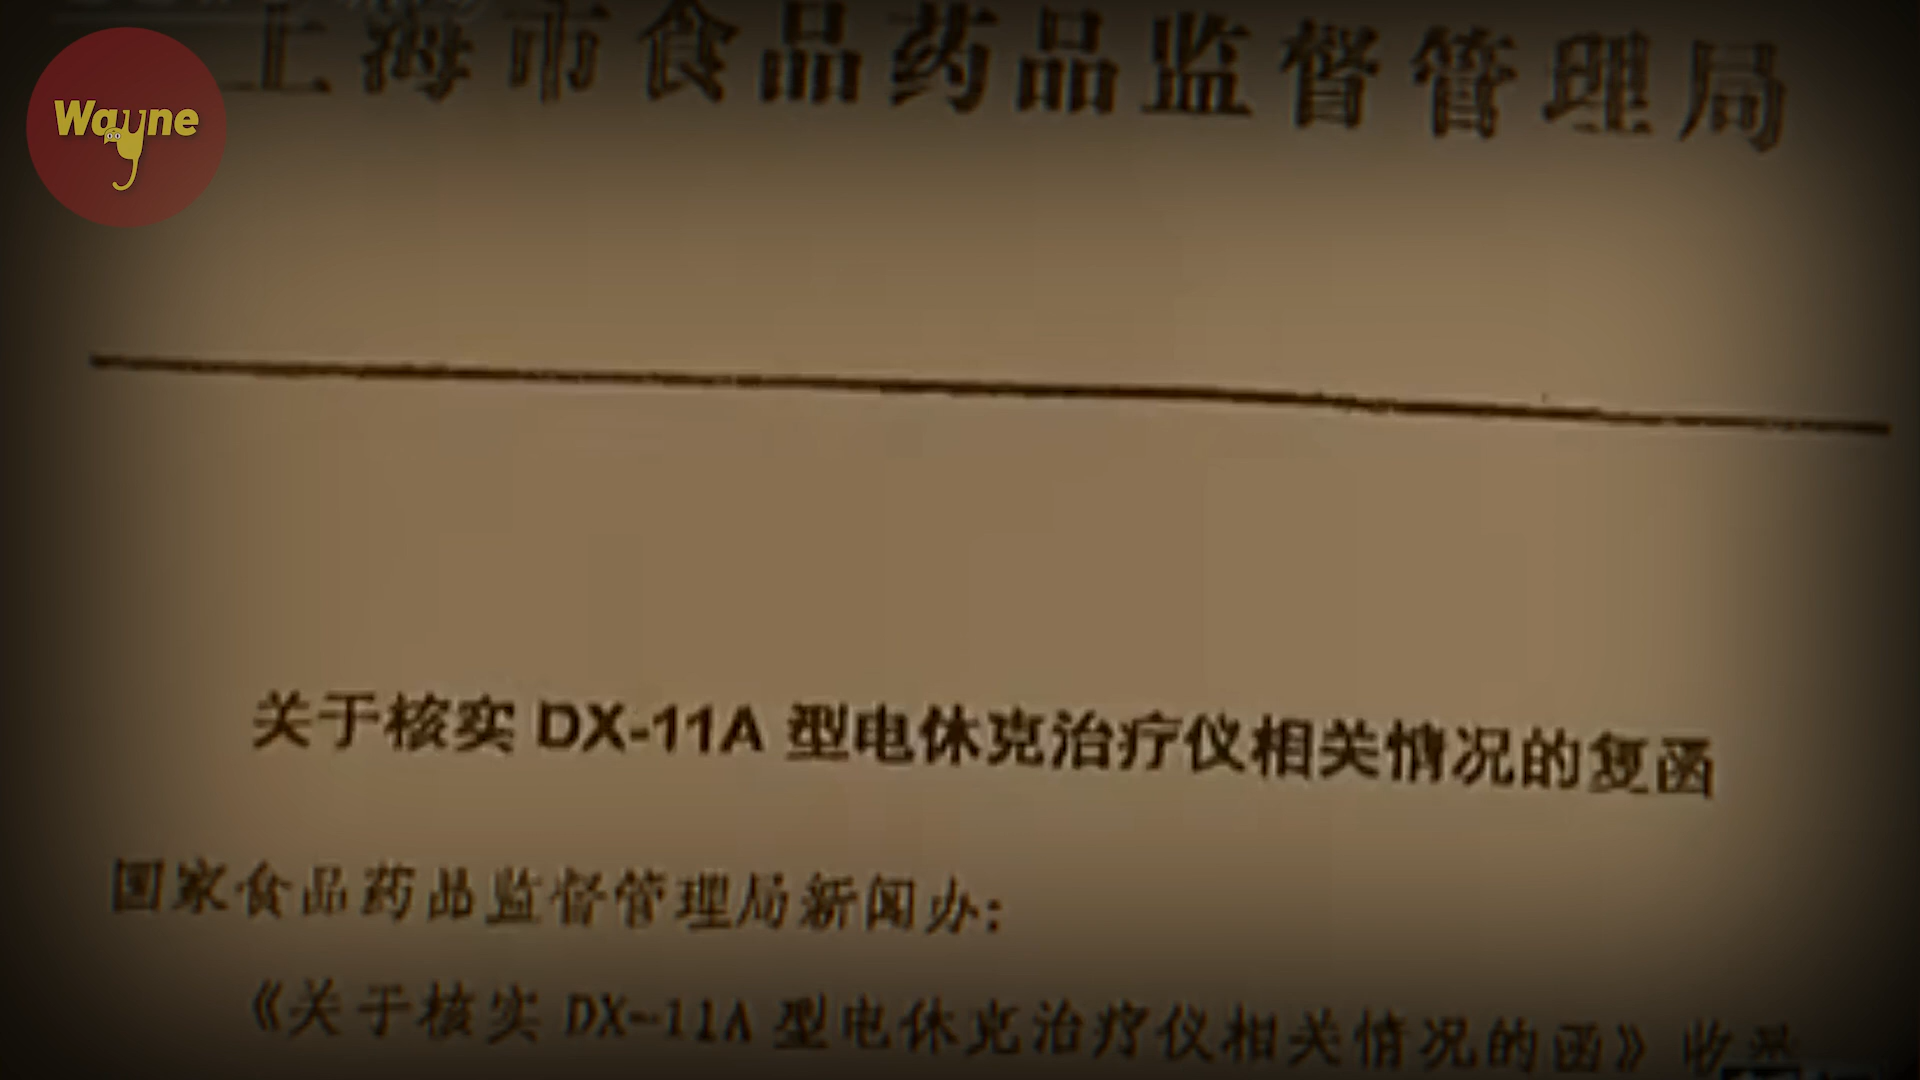 上海市食品药品监督管理局
Wayne
关于核实 DX-11A 型电休克治疗仪相关情况的复函
国家食品药品监督管理局新闻办：
《关于核实 DX-11A 型电休克治疗仪相关情况的函》收悉